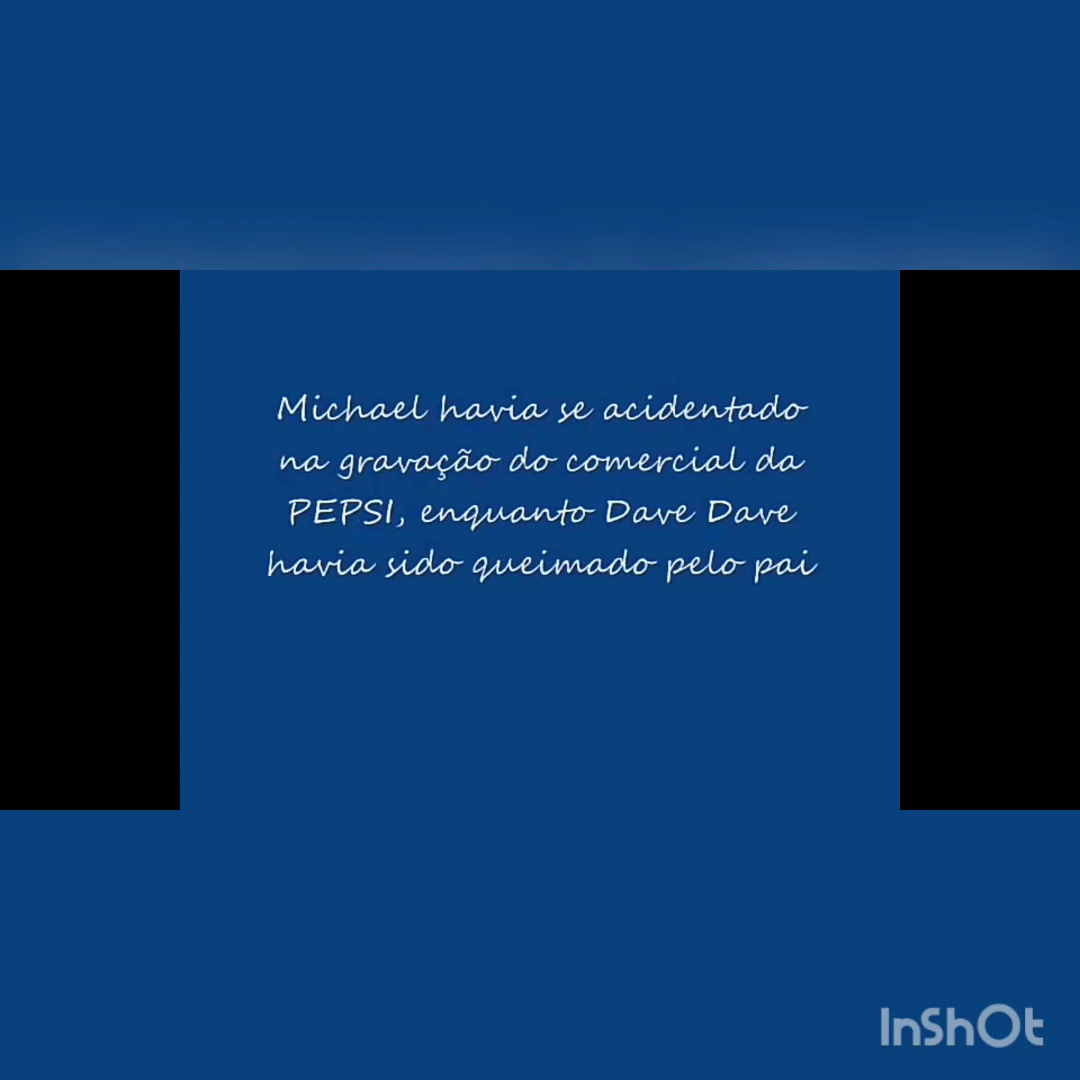 Michael havia se acidentado
na gravação do comercial da
PEPSI, enquanto Dave Dave
havia sido queimado pelo pai
InShOt